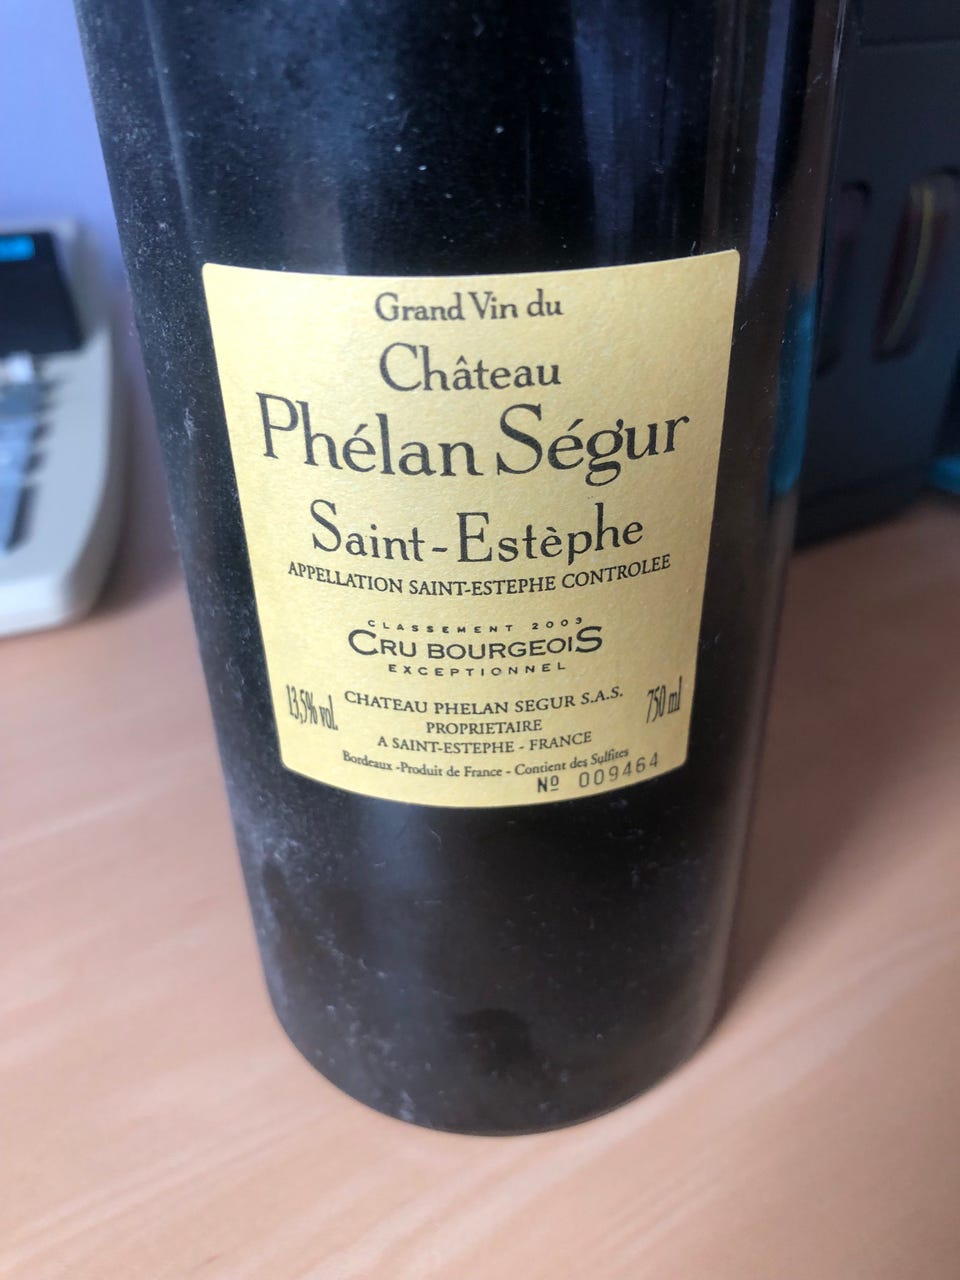 Grand Vin du
Château
Phélan Ségur
Saint-Estèphe
APPELLATION SAINT-ESTEPHE CONTROLEE
CLASSEMENT 2003
CRU BOURGEOIS
EXCEPTIONNEL
13,5% vol.
CHATEAU PHELAN SEGUR S.A.S.
750 ml
PROPRIETAIRE
A SAINT-ESTEPHE - FRANCE
Bordeaux -Produit de France - Contient des Sulfites
Nº 009464